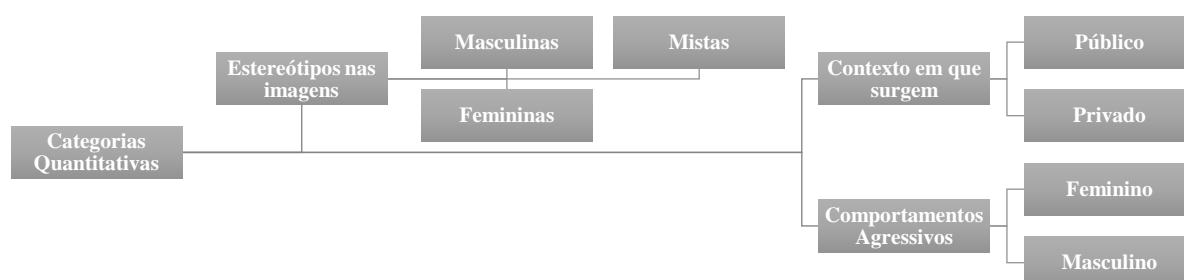 Categorias
Quantitativas
Estereótipos nas
imagens
Masculinas
Mistas
Femininas
Contexto em que
surgem
Público
Privado
Comportamentos
Agressivos
Feminino
Masculino